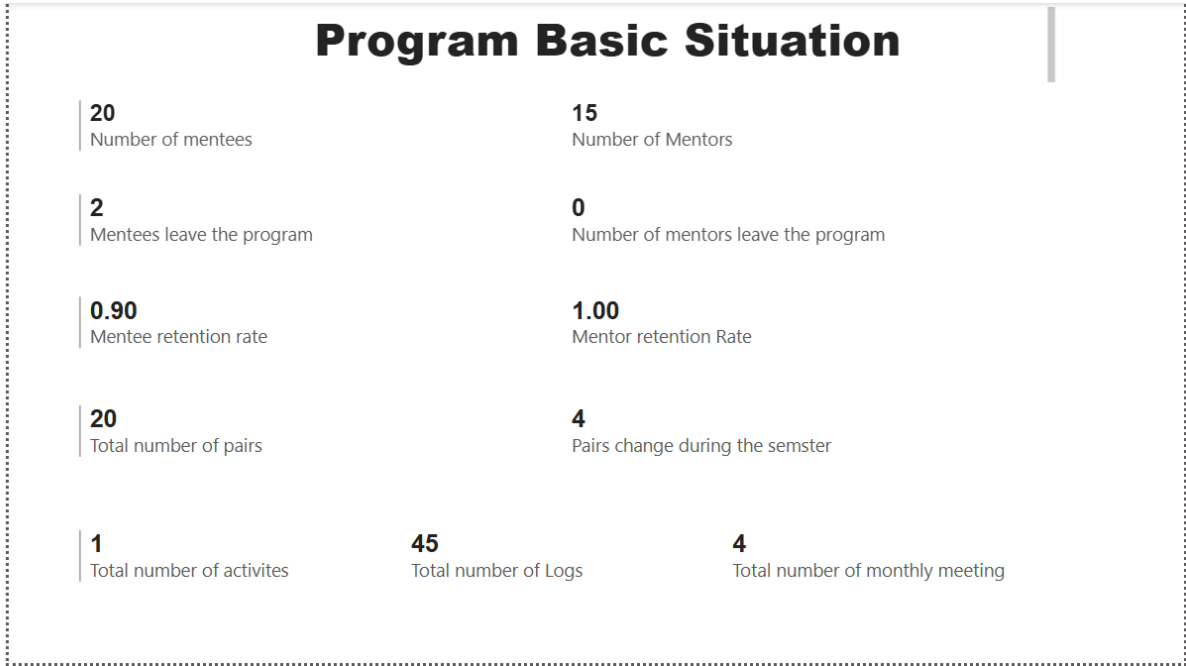 Program Basic Situation
20
Number of mentees
15
Number of Mentors
2
Mentees leave the program
0
Number of mentors leave the program
0.90
Mentee retention rate
1.00
Mentor retention Rate
20
Total number of pairs
4
Pairs change during the semster
1
Total number of activites
45
Total number of Logs
4
Total number of monthly meeting